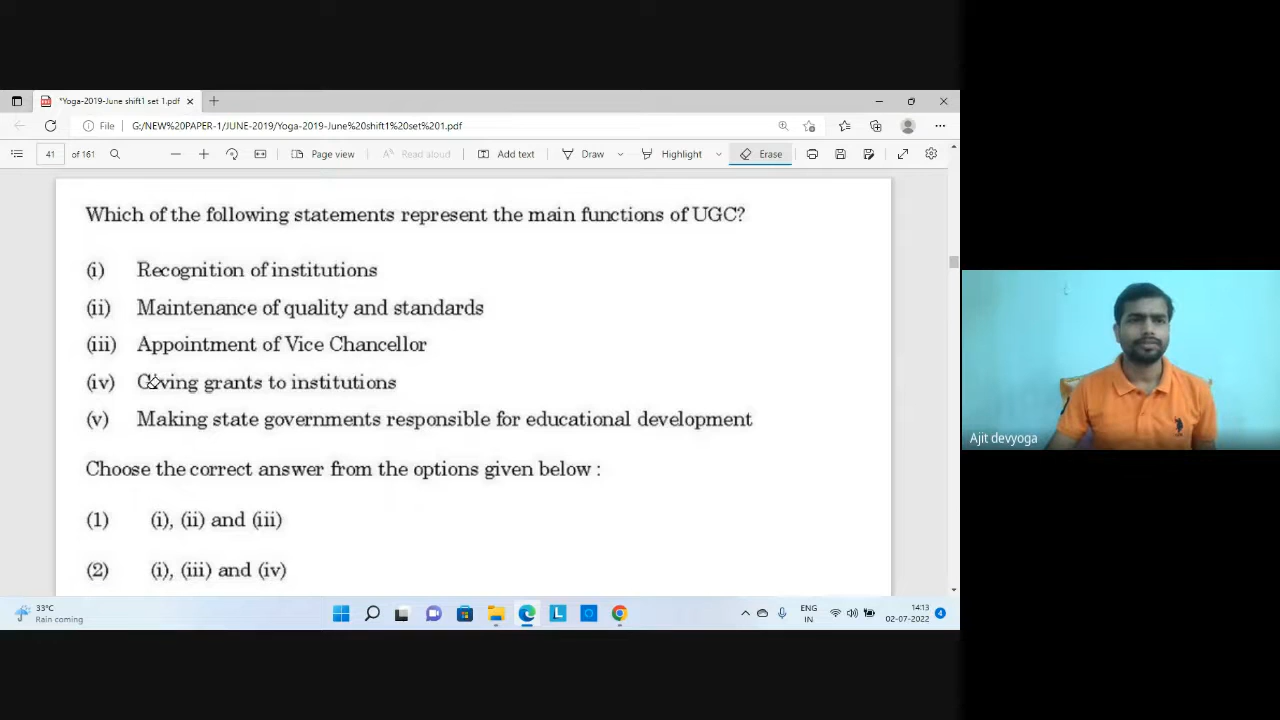 *Yoga-2019-June shift1 set 1.pdf
File G:/NEW%20PAPER-1/JUNE-2019/Yoga-2019-June%20shift1%20set%201.pdf
41 of 161 Page view Read aloud Add text Draw Highlight Erase
Which of the following statements represent the main functions of UGC?
(i) Recognition of institutions
(ii) Maintenance of quality and standards
(iii) Appointment of Vice Chancellor
(iv) Giving grants to institutions
(v) Making state governments responsible for educational development
Choose the correct answer from the options given below :
(1) (i), (ii) and (iii)
(2) (i), (iii) and (iv)
Ajit devyoga
33°C
Rain coming
ENG
IN
14:13
02-07-2022
4